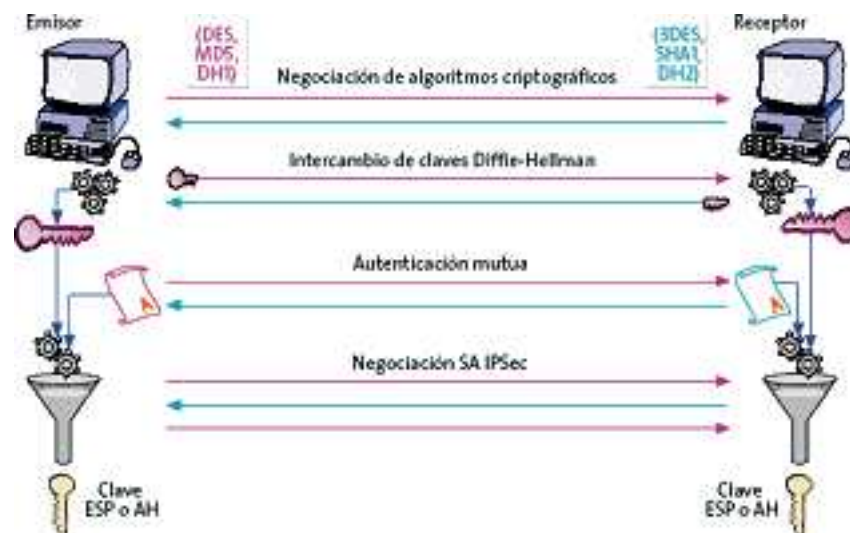 Emisor
Receptor
(DES,
MD5,
DH1)
(3DES,
SHA1,
DH2)
Negociación de algoritmos criptográficos
Intercambio de claves Diffie-Hellman
Autenticación mutua
A
A
Negociación SA IPSec
Clave
ESP o AH
Clave
ESP o AH